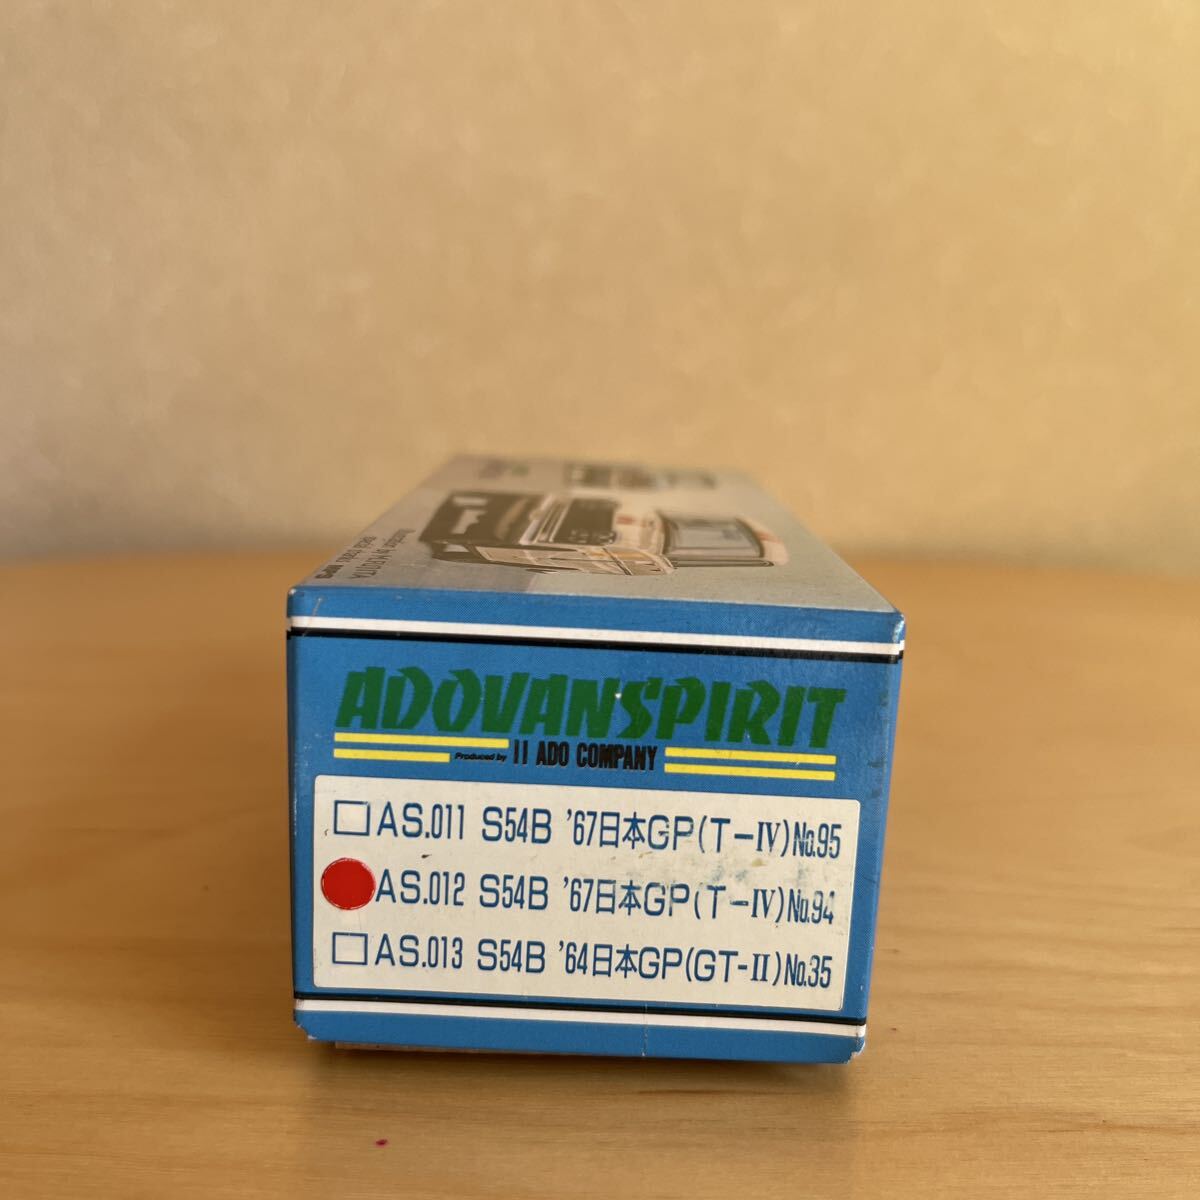 ADOVANSPIRIT
Produced by II ADO COMPANY
AS.011 S54B '67日本GP(T-IV)No.95
AS.012 S54B '67日本GP(T-IV)No.94
AS.013 S54B '64日本GP(GT-II)No.35